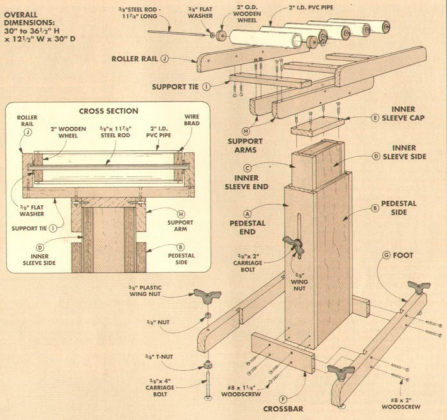 OVERALL
DIMENSIONS:
30" to 36½" H
x 12½" W x 30" D
⅜" STEEL ROD -
11⅞" LONG
⅜" FLAT
WASHER
2" O.D.
WOODEN
WHEEL
2" I.D. PVC PIPE
ROLLER RAIL J
SUPPORT TIE I
H
SUPPORT
ARMS
INNER
E SLEEVE CAP
INNER
D SLEEVE SIDE
C
INNER
SLEEVE END
A
PEDESTAL
END
PEDESTAL
B SIDE
G FOOT
⅜" x 2"
CARRIAGE
BOLT
⅜"
WING
NUT
CROSS SECTION
ROLLER
RAIL
J
2" WOODEN
WHEEL
⅜" x 11⅞"
STEEL ROD
2" I.D.
PVC PIPE
WIRE
BRAD
⅜" FLAT
WASHER
SUPPORT TIE I
H
SUPPORT
ARM
D
INNER
SLEEVE SIDE
B
PEDESTAL
SIDE
⅜" PLASTIC
WING NUT
⅜" NUT
⅜" T-NUT
⅜" x 4"
CARRIAGE
BOLT
#8 x 1½"
WOODSCREW
F
CROSSBAR
#8 x 2"
WOODSCREW